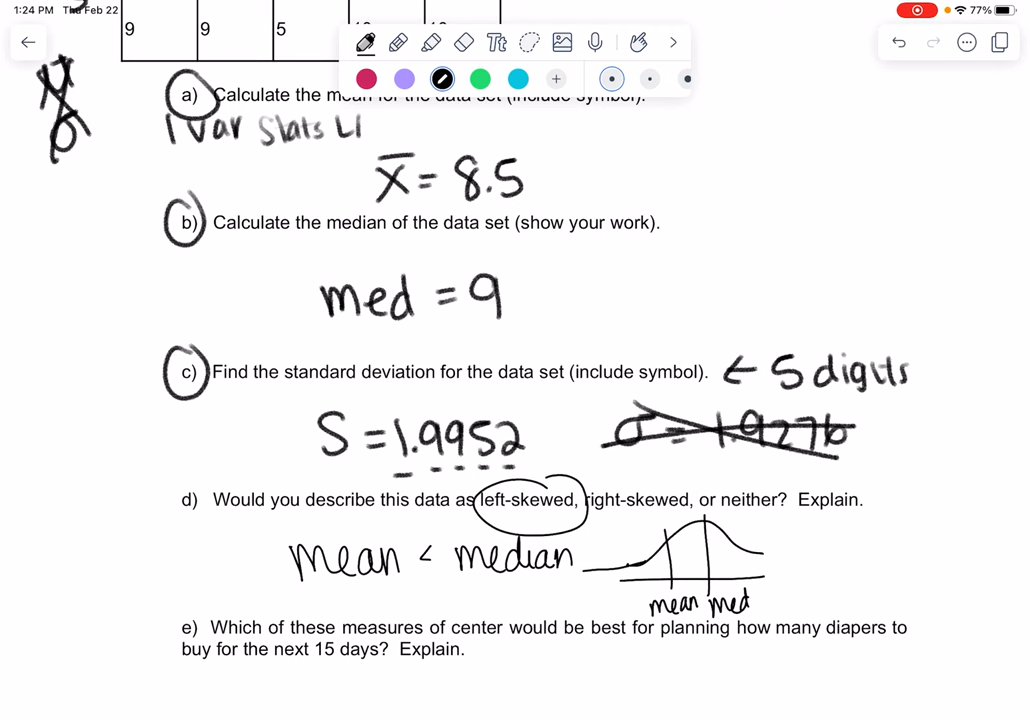 1:24 PM Thu Feb 22
77%
9 9 5
Tt
a) Calculate the mean for the data set (include symbol).
1 Var Stats L1
x̅ = 8.5
b) Calculate the median of the data set (show your work).
med = 9
c) Find the standard deviation for the data set (include symbol). ← 5 digits
S = 1.9952 σ = 1.9276
d) Would you describe this data as left-skewed, right-skewed, or neither? Explain.
mean < median
mean med
e) Which of these measures of center would be best for planning how many diapers to
buy for the next 15 days? Explain.